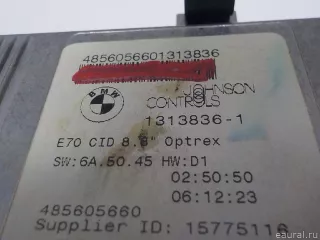 4856056601313836
BMW
JOHNSON
CONTROLS
1313836-1
E70 CID 8.8" Optrex
SW:6A.50.45 HW:D1
02:50:50
06:12:23
485605660
Supplier ID: 15775116
eaural.ru